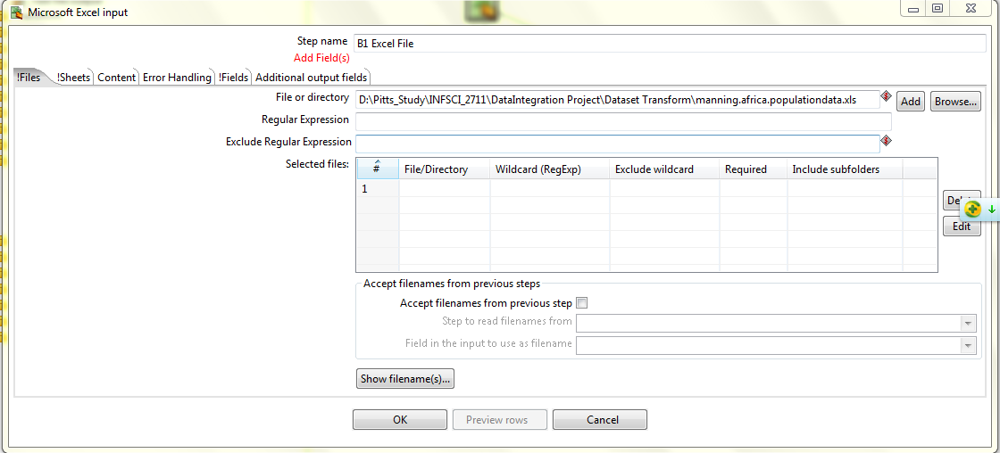 Microsoft Excel input
Step name B1 Excel File
Add Field(s)
!Files !Sheets Content Error Handling !Fields Additional output fields
File or directory D:\Pitts_Study\INFSCI_2711\DataIntegration Project\Dataset Transform\manning.africa.populationdata.xls Add Browse...
Regular Expression
Exclude Regular Expression
Selected files: # File/Directory Wildcard (RegExp) Exclude wildcard Required Include subfolders
1
Edit
Accept filenames from previous steps
Accept filenames from previous step
Step to read filenames from
Field in the input to use as filename
Show filename(s)...
OK Preview rows Cancel